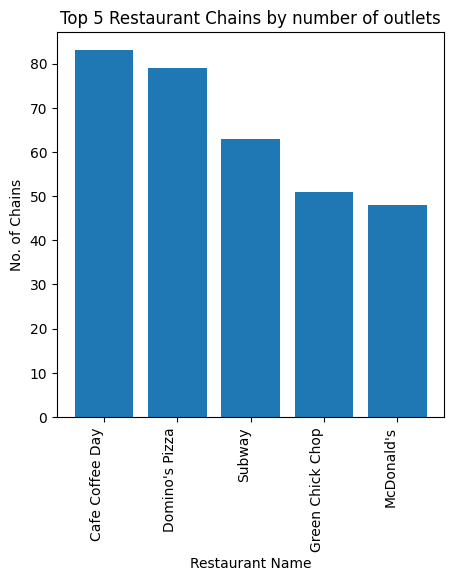 Top 5 Restaurant Chains by number of outlets
No. of Chains
80
70
60
50
40
30
20
10
0
Cafe Coffee Day
Domino's Pizza
Subway
Green Chick Chop
McDonald's
Restaurant Name